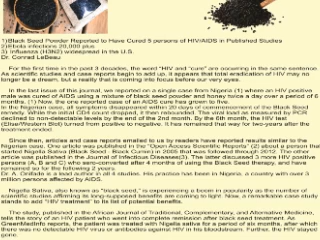 1)Black Seed Powder Reported to Have Cured 5 persons of HIV/AIDS in Published Studies
2)Ebola infections 20,000 plus
3) Influenza (H3N2) widespread in the U.S.
Dr. Conrad LeBeau
For the first time in the past 3 decades, the word "HIV" and "cure" are occurring in the same sentence.
As scientific studies and case reports begin to add up, it appears that total eradication of HIV may no
longer be a dream, but a reality that is coming into focus before our very eyes.
In the last issue of this journal, we reported on a single case from Nigeria (1) where an HIV positive
male was cured of AIDS using a mixture of black seed powder and honey twice a day over a period of 6
months. (1) Now, the one reported case of an AIDS cure has grown to five.
In the Nigerian case, all symptoms disappeared within 20 days of commencement of the Black Seed
remedy. While the initial CD4 count dropped, it then rebounded. The viral load as measured by PCR
declined to non-detectable levels by the end of the 2nd month. By the 6th month, the HIV test
(Elisa/Western Blot) turned from positive to negative and has remained that way for two-years after the
treatment ended.
Since then, articles and case reports emailed to us by readers have reported results similar to the
Nigerian case. One article was published in the "Open Access Scientific Reports" (2) about a person that
started Nigella Sativa (Black Seed - Black Cumin) in 2005 that was followed through 2012. The other
article was published in the Journal of Infectious Diseases(3). The latter discussed 3 more HIV positive
persons (A, B and C) who sero-converted after 4 months of using the Black Seed therapy, and have
remained so for the following 2 years.
Dr A. Onifade is a lead author in all 4 studies. His practice has been in Nigeria, a country with over 3
million persons affected by AIDS.
Nigella Sativa, also known as "black seed," is experiencing a boom in popularity as the number of
scientific studies affirming its long-supposed benefits are coming to light. Now, a remarkable case study
stands to add "HIV treatment" to its list of potential benefits.
The study, published in the African Journal of Traditional, Complementary, and Alternative Medicine,
tells the story of an HIV patient who went into complete remission after black seed treatment. As
GreenMedInfo reports, the patient was treated with Nigella sativa for a period of six months, after which
there was no detectable HIV virus or antibodies against HIV in his bloodstream. Further, the HIV stayed
gone.